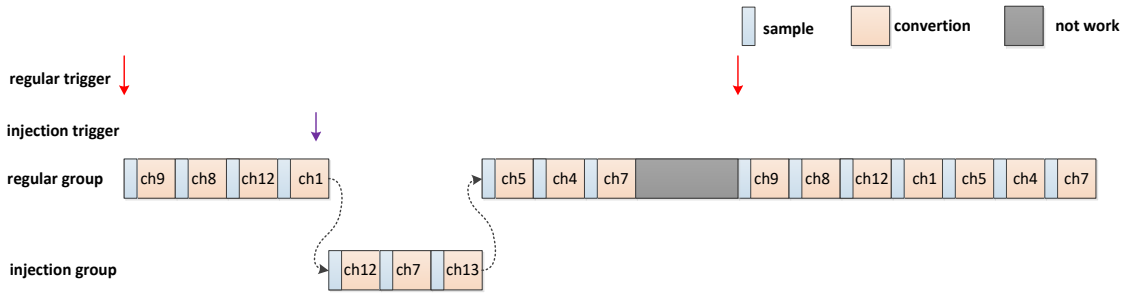 sample convertion not work
regular trigger
injection trigger
regular group ch9 ch8 ch12 ch1 ch5 ch4 ch7 ch9 ch8 ch12 ch1 ch5 ch4 ch7
injection group ch12 ch7 ch13